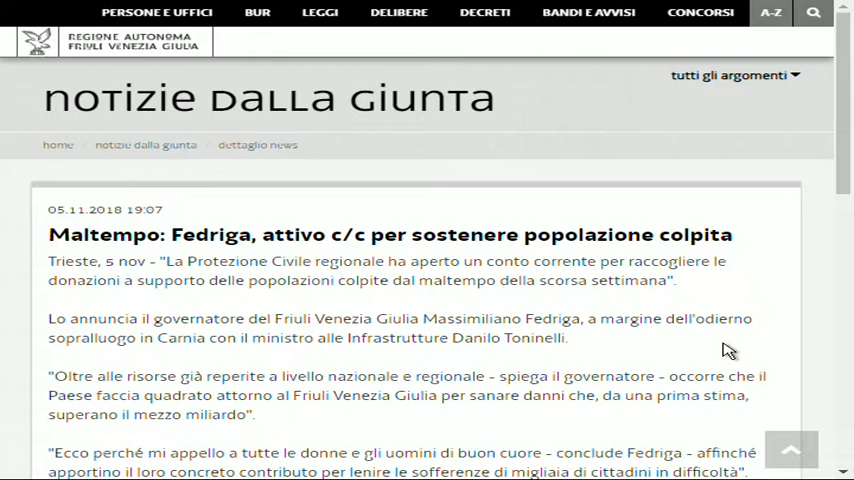 PERSONE E UFFICI BUR LEGGI DELIBERE DECRETI BANDI E AVVISI CONCORSI A-Z
REGIONE AUTONOMA
FRIULI VENEZIA GIULIA
tutti gli argomenti
NOTIZIE DALLA GIUNTA
home / notizie dalla giunta / dettaglio news
05.11.2018 19:07
Maltempo: Fedriga, attivo c/c per sostenere popolazione colpita
Trieste, 5 nov - "La Protezione Civile regionale ha aperto un conto corrente per raccogliere le
donazioni a supporto delle popolazioni colpite dal maltempo della scorsa settimana".
Lo annuncia il governatore del Friuli Venezia Giulia Massimiliano Fedriga, a margine dell'odierno
sopralluogo in Carnia con il ministro alle Infrastrutture Danilo Toninelli.
"Oltre alle risorse già reperite a livello nazionale e regionale - spiega il governatore - occorre che il
Paese faccia quadrato attorno al Friuli Venezia Giulia per sanare danni che, da una prima stima,
superano il mezzo miliardo".
"Ecco perché mi appello a tutte le donne e gli uomini di buon cuore - conclude Fedriga - affinché
apportino il loro concreto contributo per lenire le sofferenze di migliaia di cittadini in difficoltà".